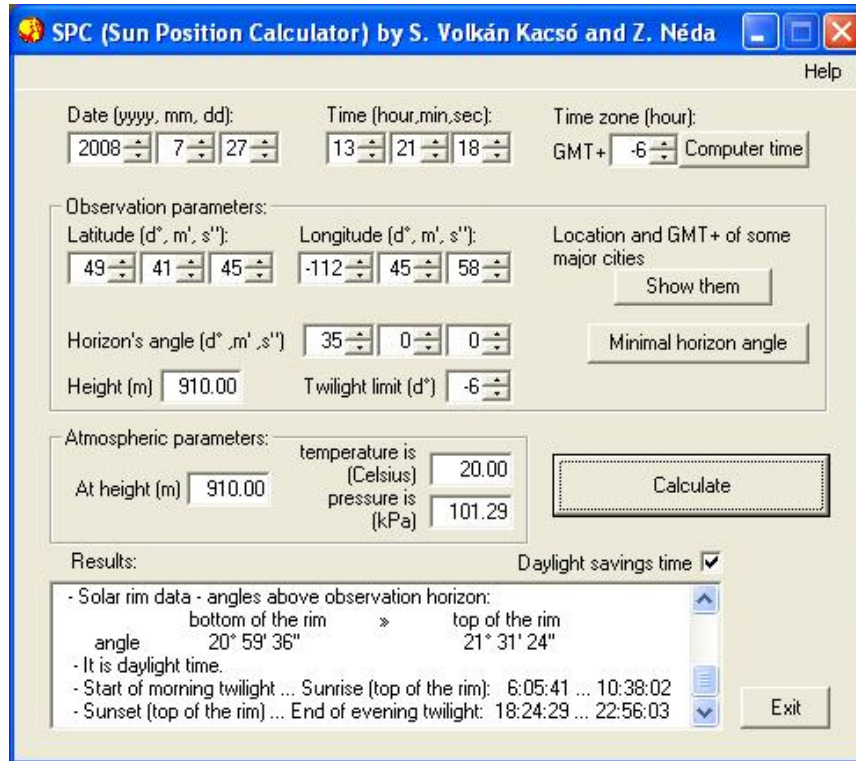 SPC (Sun Position Calculator) by S. Volkán Kacsó and Z. Néda
Help
Date (yyyy, mm, dd): Time (hour,min,sec): Time zone (hour):
2008 7 27 13 21 18 GMT+ -6 Computer time
Observation parameters:
Latitude (d°, m', s''): Longitude (d°, m', s''): Location and GMT+ of some
major cities
49 41 45 -112 45 58 Show them
Horizon's angle (d° ,m' ,s'') 35 0 0 Minimal horizon angle
Height (m) 910.00 Twilight limit (d°) -6
Atmospheric parameters:
At height (m) 910.00 temperature is
(Celsius) 20.00
pressure is
(kPa) 101.29
Calculate
Results: Daylight savings time
- Solar rim data - angles above observation horizon:
bottom of the rim » top of the rim
angle 20° 59' 36'' 21° 31' 24''
- It is daylight time.
- Start of morning twilight ... Sunrise (top of the rim): 6:05:41 ... 10:38:02
- Sunset (top of the rim) ... End of evening twilight: 18:24:29 ... 22:56:03
Exit